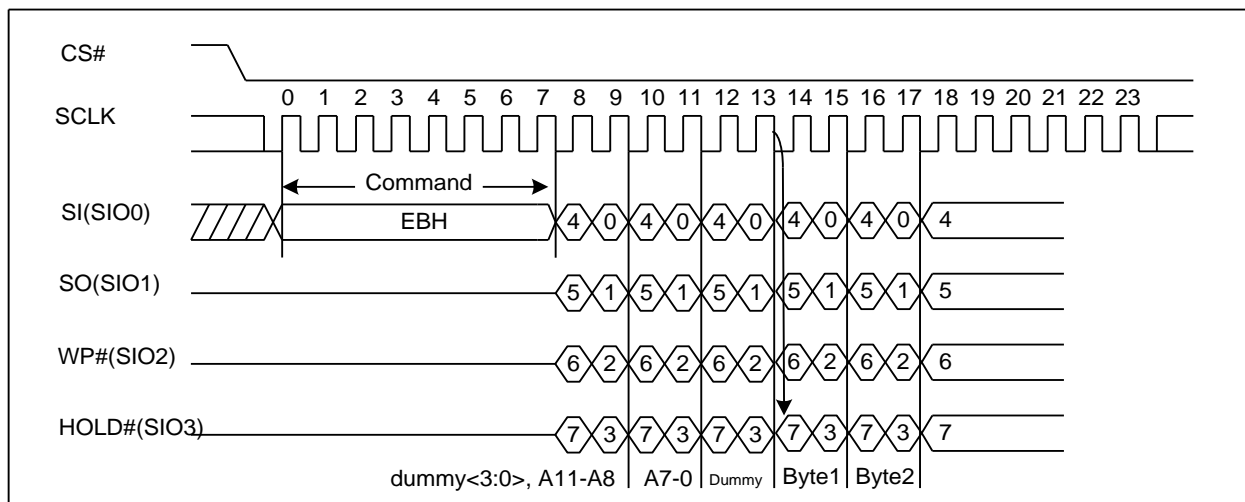 CS#
0 1 2 3 4 5 6 7 8 9 10 11 12 13 14 15 16 17 18 19 20 21 22 23
SCLK
Command
SI(SIO0) EBH 4 0 4 0 4 0 4 0 4 0 4
SO(SIO1) 5 1 5 1 5 1 5 1 5 1 5
WP#(SIO2) 6 2 6 2 6 2 6 2 6 2 6
HOLD#(SIO3) 7 3 7 3 7 3 7 3 7 3 7
dummy<3:0>, A11-A8 A7-0 Dummy Byte1 Byte2